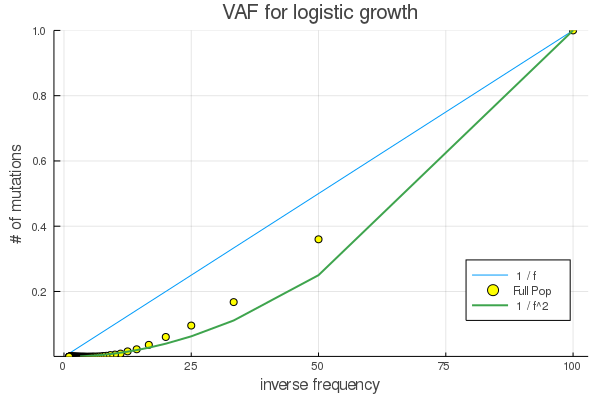 VAF for logistic growth
1.0
0.8
0.6
0.4
0.2
# of mutations
0
25
50
75
100
inverse frequency
1 / f
Full Pop
1 / f^2